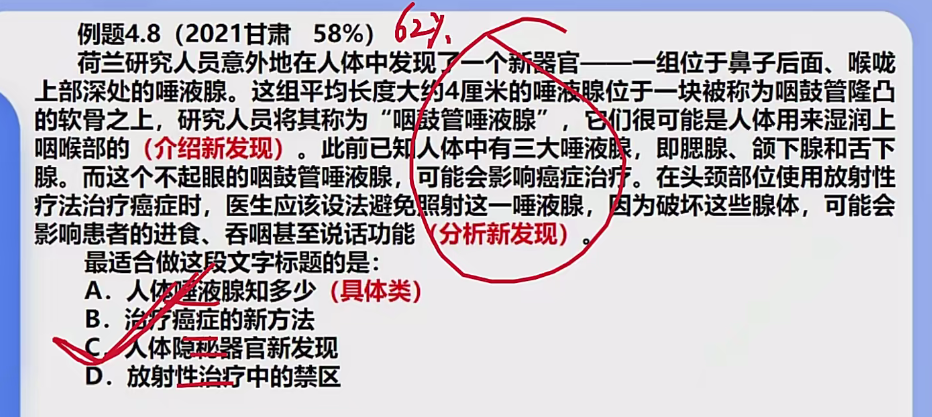 例题4.8（2021甘肃 58%） 62%
荷兰研究人员意外地在人体中发现了一个新器官——一组位于鼻子后面、喉咙
上部深处的唾液腺。这组平均长度大约4厘米的唾液腺位于一块被称为咽鼓管隆凸
的软骨之上，研究人员将其称为“咽鼓管唾液腺”，它们很可能是人体用来湿润上
咽喉部的（介绍新发现）。此前已知人体中有三大唾液腺，即腮腺、颌下腺和舌下
腺。而这个不起眼的咽鼓管唾液腺，可能会影响癌症治疗。在头颈部位使用放射性
疗法治疗癌症时，医生应该设法避免照射这一唾液腺，因为破坏这些腺体，可能会
影响患者的进食、吞咽甚至说话功能（分析新发现）。
最适合做这段文字标题的是：
A．人体唾液腺知多少（具体类）
B．治疗癌症的新方法
C．人体隐秘器官新发现
D．放射性治疗中的禁区